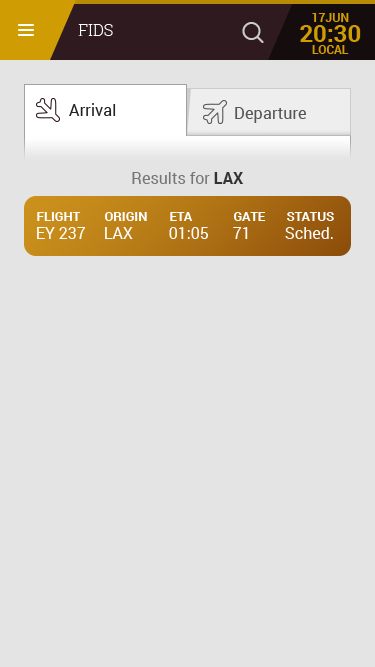 FIDS
17JUN
20:30
LOCAL
Arrival
Departure
Results for LAX
FLIGHT ORIGIN ETA GATE STATUS
EY 237 LAX 01:05 71 Sched.